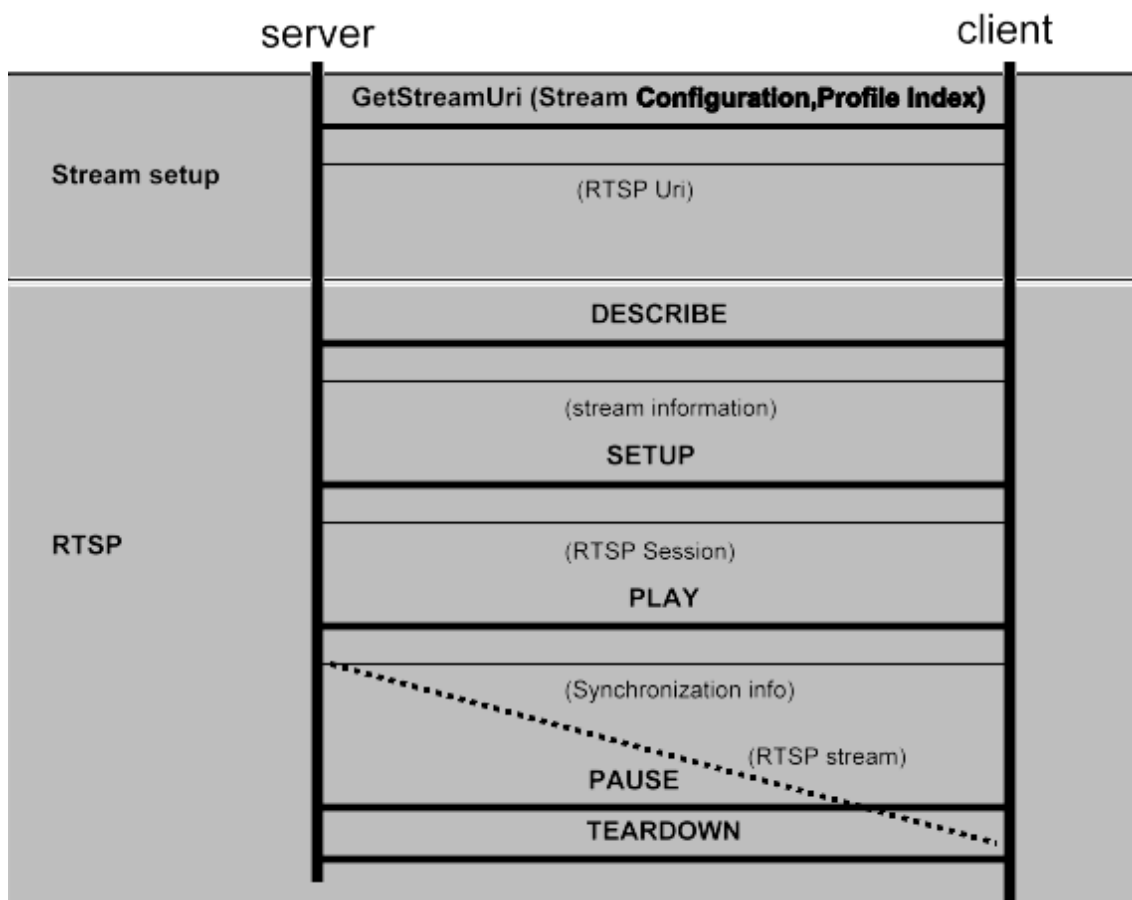 server
client
GetStreamUri (Stream Configuration,Profile Index)
Stream setup
(RTSP Uri)
DESCRIBE
(stream information)
SETUP
RTSP
(RTSP Session)
PLAY
(Synchronization info)
(RTSP stream)
PAUSE
TEARDOWN